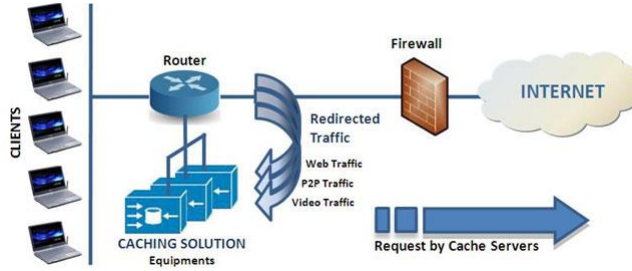 CLIENTS
Router
Firewall
INTERNET
Redirected
Traffic
Web Traffic
P2P Traffic
Video Traffic
CACHING SOLUTION
Equipments
Request by Cache Servers